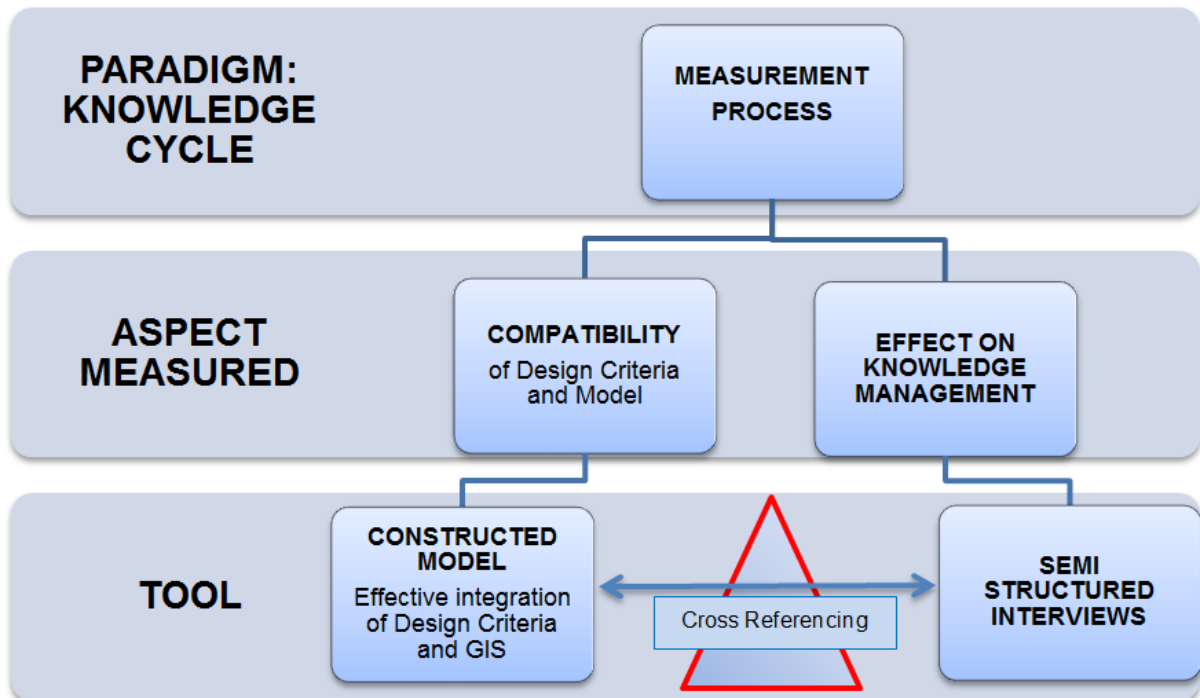 PARADIGM:
KNOWLEDGE
CYCLE
MEASUREMENT
PROCESS
ASPECT
MEASURED
COMPATIBILITY
of Design Criteria
and Model
EFFECT ON
KNOWLEDGE
MANAGEMENT
TOOL
CONSTRUCTED
MODEL
Effective integration
of Design Criteria
and GIS
Cross Referencing
SEMI
STRUCTURED
INTERVIEWS